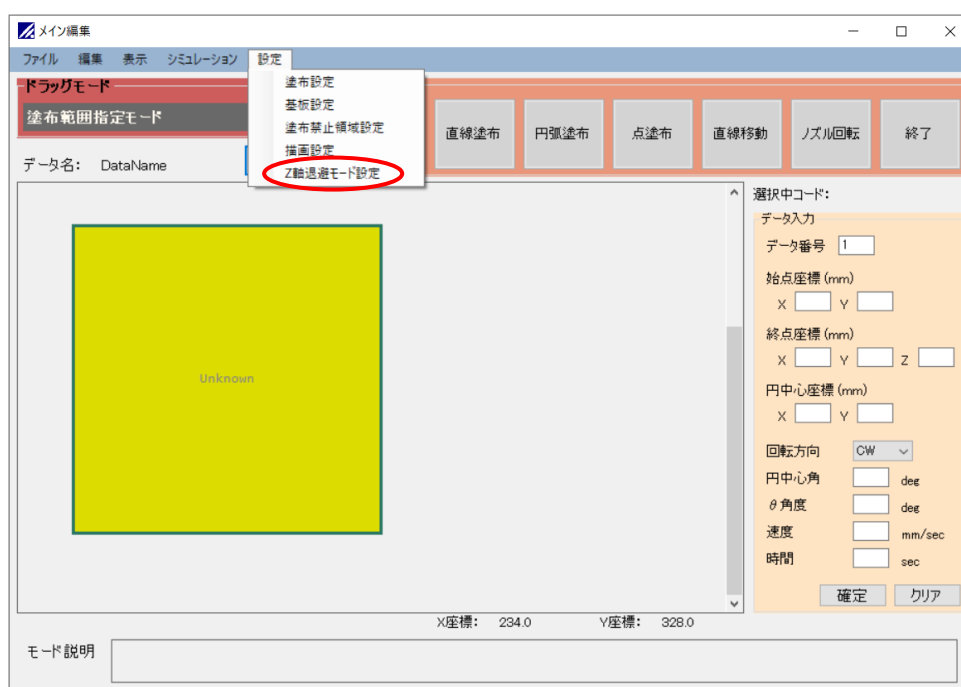 メイン編集
ファイル 編集 表示 シミュレーション 設定
塗布設定
基板設定
塗布禁止領域設定
描画設定
Z軸退避モード設定
ドラッグモード
塗布範囲指定モード
データ名: DataName
直線塗布 円弧塗布 点塗布 直線移動 ノズル回転 終了
Unknown
選択中コード:
データ入力
データ番号 1
始点座標 (mm)
X Y
終点座標 (mm)
X Y Z
円中心座標 (mm)
X Y
回転方向 CW
円中心角 deg
θ角度 deg
速度 mm/sec
時間 sec
確定 クリア
X座標: 234.0 Y座標: 328.0
モード説明